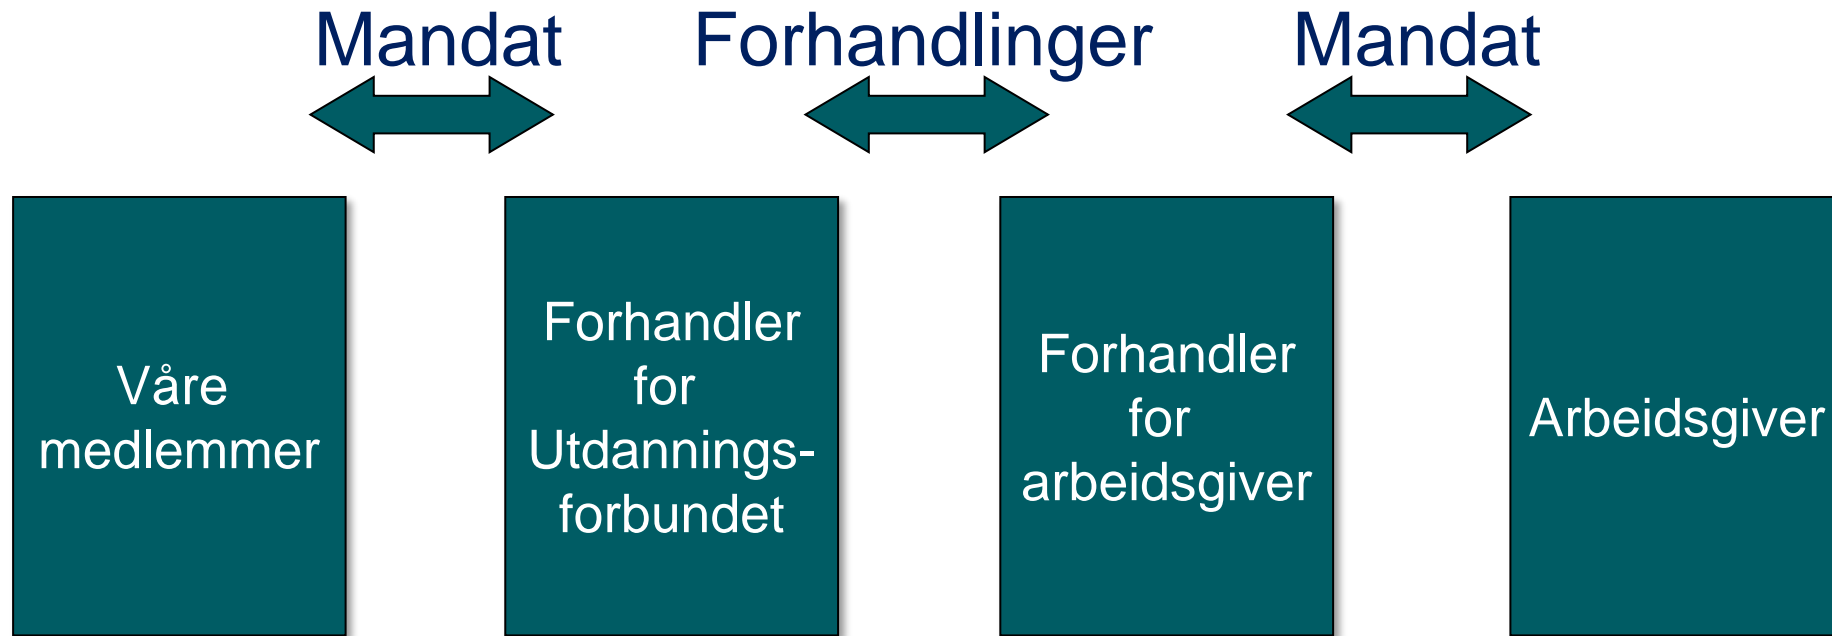 Mandat Forhandlinger Mandat
Våre
medlemmer
Forhandler
for
Utdannings-
forbundet
Forhandler
for
arbeidsgiver
Arbeidsgiver